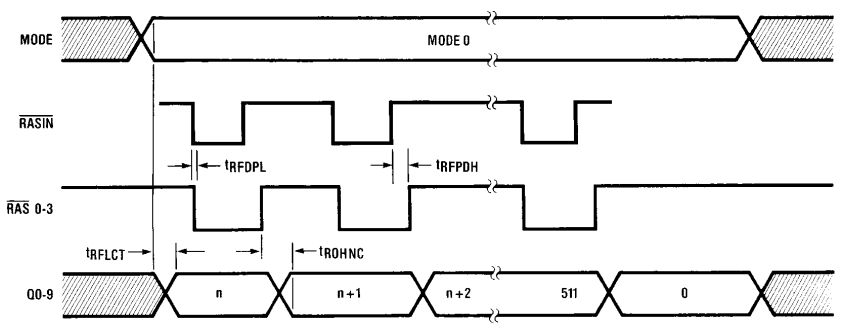 MODE
MODE 0
RASIN
tRFDPL
tRFPDH
RAS 0-3
tRFLCT
tROHNC
Q0-9
n
n+1
n+2
511
0